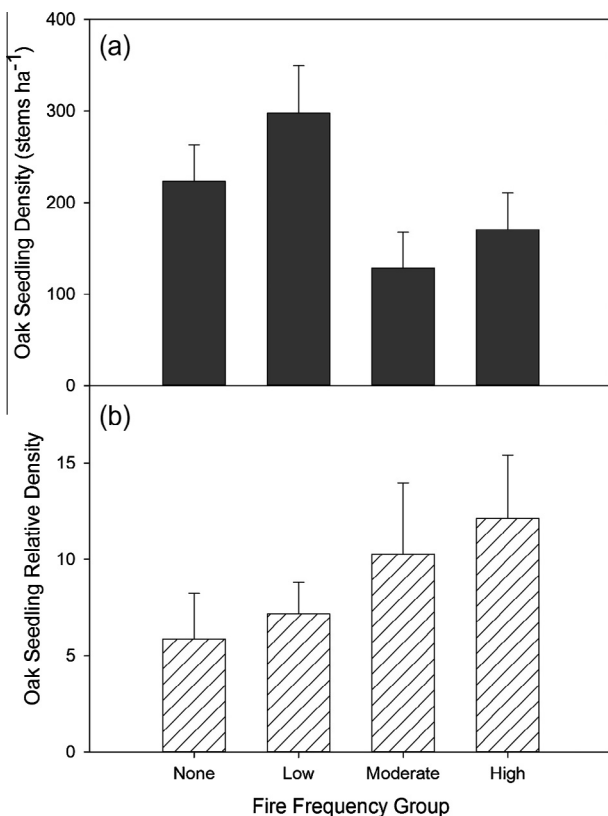 (a)
Oak Seedling Density (stems ha⁻¹)
400
300
200
100
0
(b)
Oak Seedling Relative Density
15
10
5
0
None Low Moderate High
Fire Frequency Group